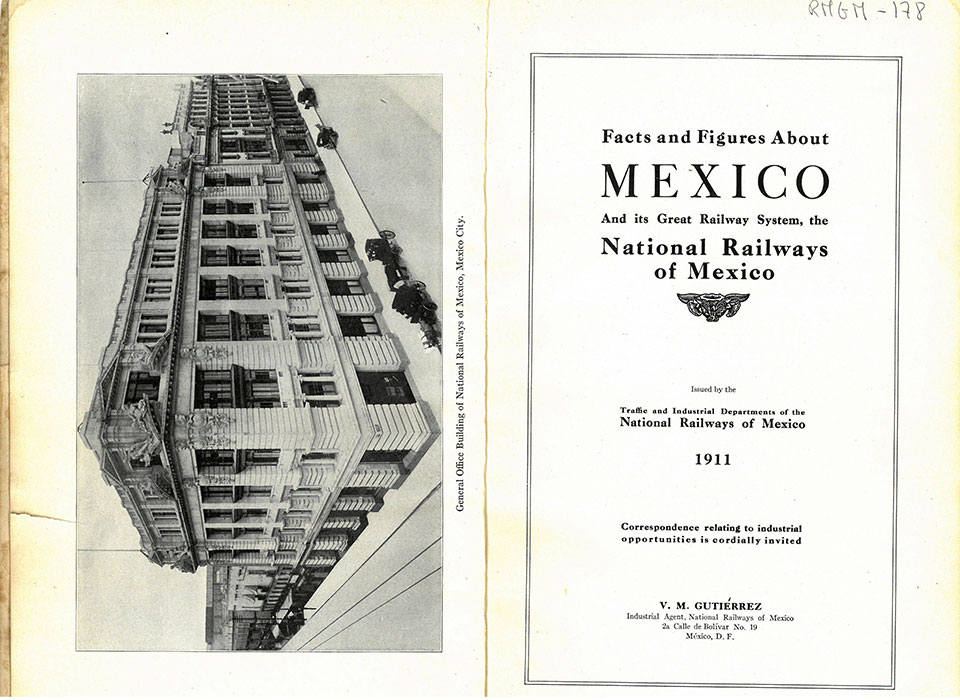 General Office Building of National Railways of Mexico, Mexico City.
RMGM - 178
Facts and Figures About
MEXICO
And its Great Railway System, the
National Railways
of Mexico
Issued by the
Traffic and Industrial Departments of the
National Railways of Mexico
1911
Correspondence relating to industrial
opportunities is cordially invited
V. M. GUTIÉRREZ
Industrial Agent, National Railways of Mexico
2a Calle de Bolívar No. 19
México, D. F.